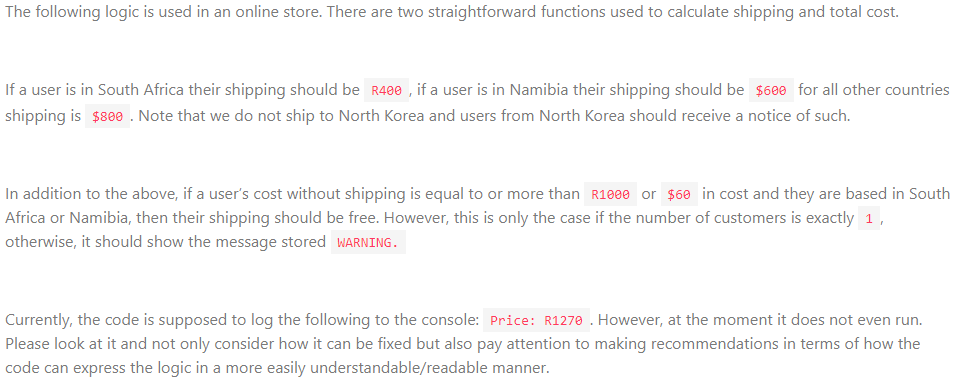 The following logic is used in an online store. There are two straightforward functions used to calculate shipping and total cost.
If a user is in South Africa their shipping should be R400 , if a user is in Namibia their shipping should be $600 for all other countries
shipping is $800 . Note that we do not ship to North Korea and users from North Korea should receive a notice of such.
In addition to the above, if a user's cost without shipping is equal to or more than R1000 or $60 in cost and they are based in South
Africa or Namibia, then their shipping should be free. However, this is only the case if the number of customers is exactly 1 ,
otherwise, it should show the message stored WARNING.
Currently, the code is supposed to log the following to the console: Price: R1270 . However, at the moment it does not even run.
Please look at it and not only consider how it can be fixed but also pay attention to making recommendations in terms of how the
code can express the logic in a more easily understandable/readable manner.